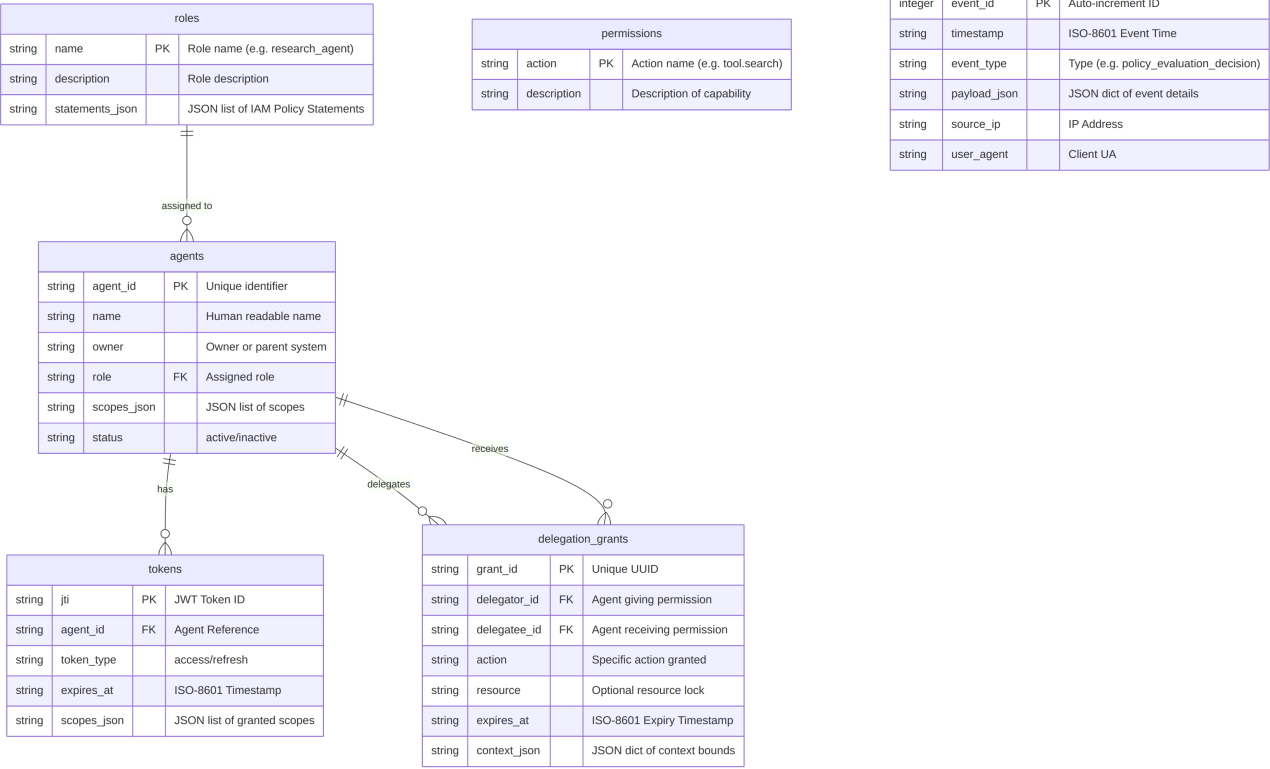 roles
string name PK Role name (e.g. research_agent)
string description Role description
string statements_json JSON list of IAM Policy Statements
permissions
string action PK Action name (e.g. tool.search)
string description Description of capability
integer event_id PK Auto-increment ID
string timestamp ISO-8601 Event Time
string event_type Type (e.g. policy_evaluation_decision)
string payload_json JSON dict of event details
string source_ip IP Address
string user_agent Client UA
assigned to
agents
string agent_id PK Unique identifier
string name Human readable name
string owner Owner or parent system
string role FK Assigned role
string scopes_json JSON list of scopes
string status active/inactive
receives
delegates
has
tokens
string jti PK JWT Token ID
string agent_id FK Agent Reference
string token_type access/refresh
string expires_at ISO-8601 Timestamp
string scopes_json JSON list of granted scopes
delegation_grants
string grant_id PK Unique UUID
string delegator_id FK Agent giving permission
string delegatee_id FK Agent receiving permission
string action Specific action granted
string resource Optional resource lock
string expires_at ISO-8601 Expiry Timestamp
string context_json JSON dict of context bounds